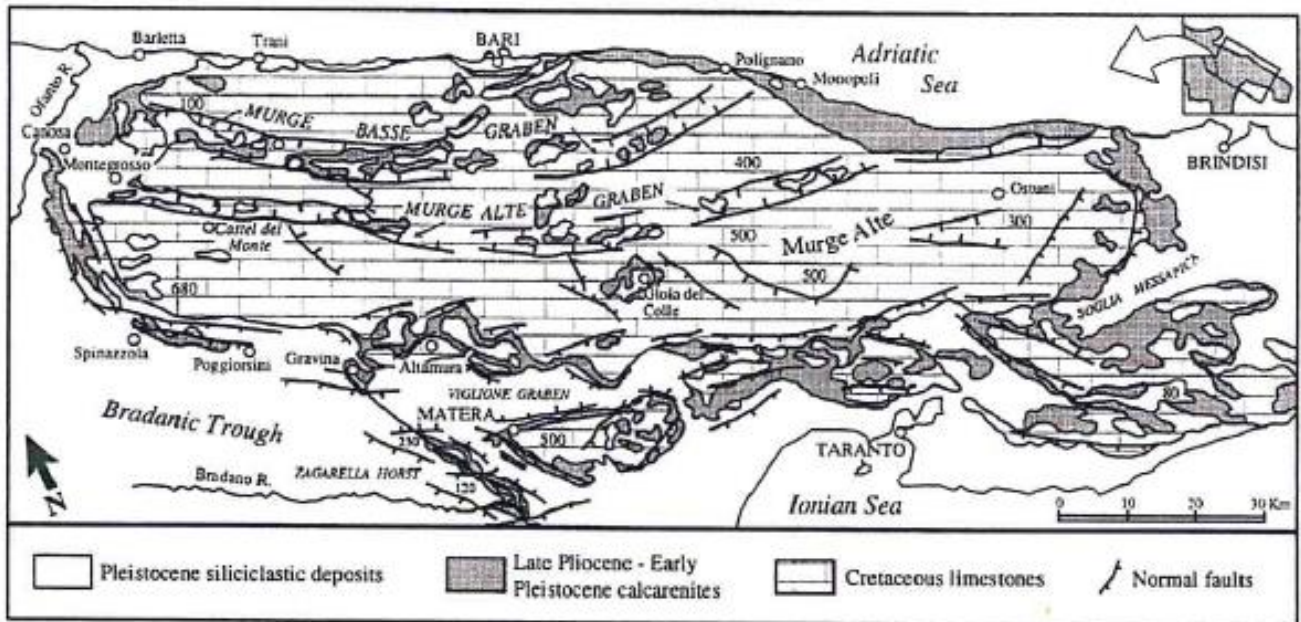 Barletta
Trani
BARI
Polignano
Monopoli
Adriatic
Sea
Ofanto R.
Canosa
Montegrosso
100
MURGE
BASSE
GRABEN
400
BRINDISI
Ostuni
MURGE ALTE
GRABEN
Castel del
Monte
500
Murge Alte
300
500
680
Gioia del
Colle
SOGLIA MESSAPICA
Spinazzola
Poggiorsini
Gravina
Altamura
VIGLIONE GRABEN
MATERA
500
80
Bradanic Trough
250
ZAGARELLA HORST
120
Bradano R.
TARANTO
Ionian Sea
N
0 10 20 30 Km
Pleistocene siliciclastic deposits
Late Pliocene - Early
Pleistocene calcarenites
Cretaceous limestones
Normal faults